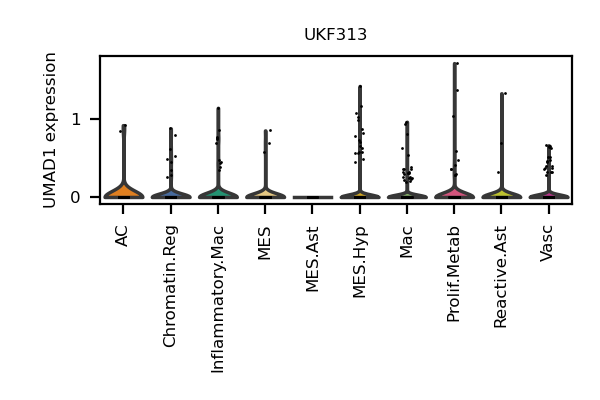 UKF313
UMAD1 expression
1
0
AC
Chromatin.Reg
Inflammatory.Mac
MES
MES.Ast
MES.Hyp
Mac
Prolif.Metab
Reactive.Ast
Vasc